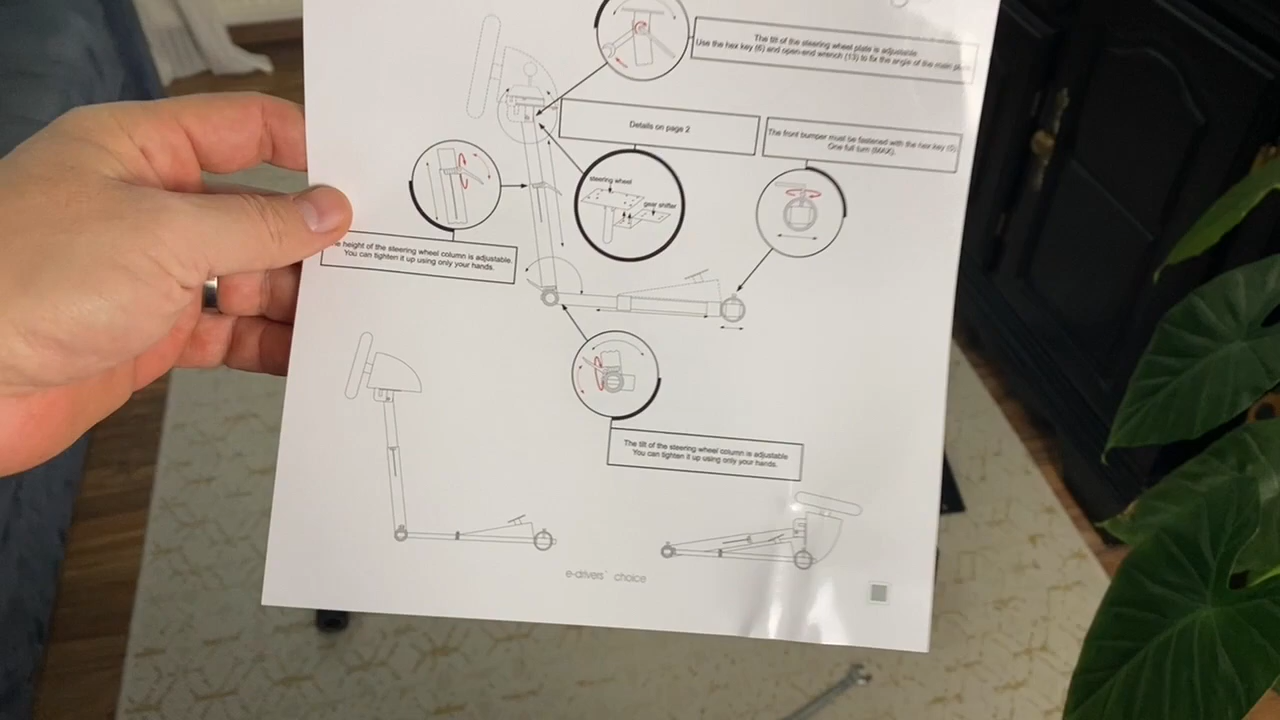 The tilt of the steering wheel plate is adjustable
Use the hex key (6) and open-end wrench (13) to fix the angle of the main plate
Details on page 2
The front bumper must be fastened with the hex key (5)
One full turn (MAX).
steering wheel
gear shifter
height of the steering wheel column is adjustable.
You can tighten it up using only your hands.
The tilt of the steering wheel column is adjustable
You can tighten it up using only your hands.
e-drivers' choice